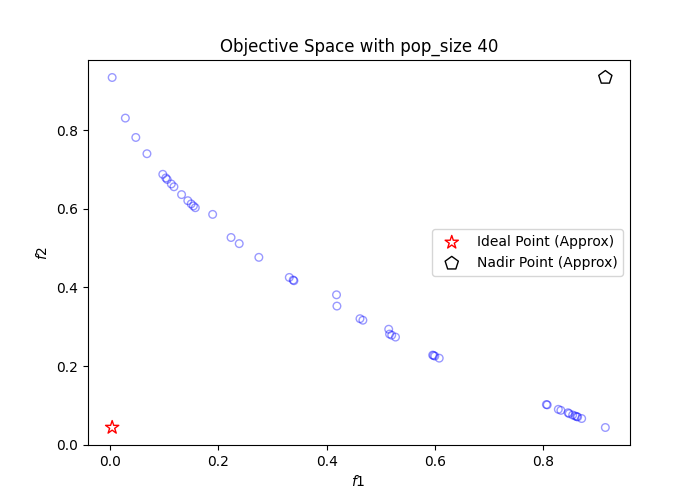 Objective Space with pop_size 40
f2
0.8
0.6
0.4
0.2
0.0
Ideal Point (Approx)
Nadir Point (Approx)
0.0 0.2 0.4 0.6 0.8
f1